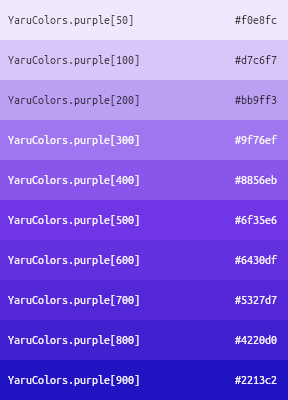 YaruColors.purple[50] #f0e8fc
YaruColors.purple[100] #d7c6f7
YaruColors.purple[200] #bb9ff3
YaruColors.purple[300] #9f76ef
YaruColors.purple[400] #8856eb
YaruColors.purple[500] #6f35e6
YaruColors.purple[600] #6430df
YaruColors.purple[700] #5327d7
YaruColors.purple[800] #4220d0
YaruColors.purple[900] #2213c2